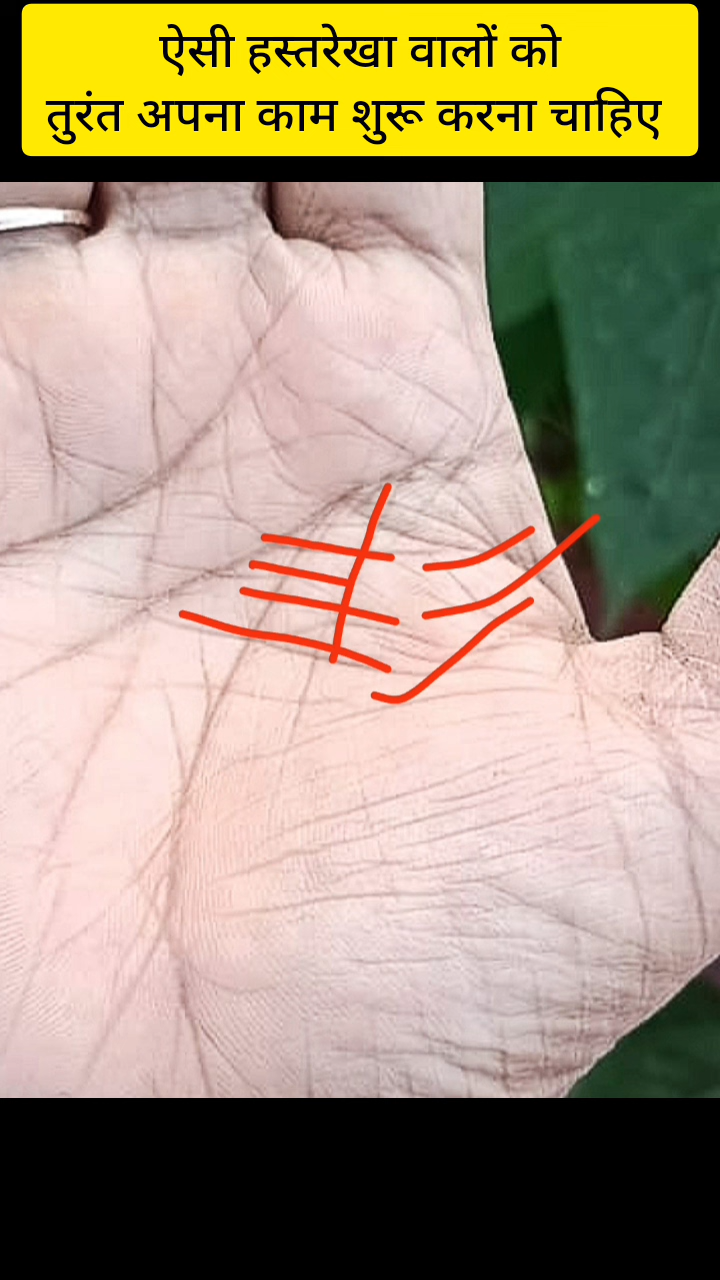 ऐसी हस्तरेखा वालों को
तुरंत अपना काम शुरू करना चाहिए